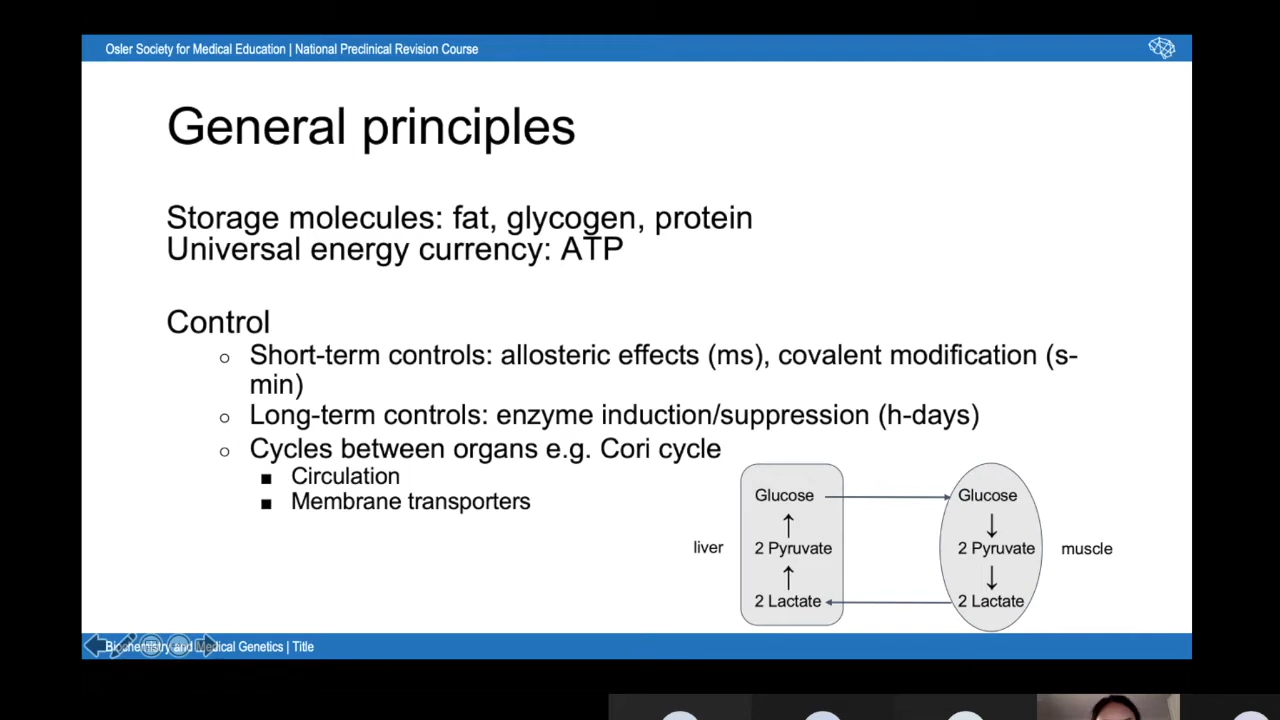 Osler Society for Medical Education | National Preclinical Revision Course
General principles
Storage molecules: fat, glycogen, protein
Universal energy currency: ATP
Control
○ Short-term controls: allosteric effects (ms), covalent modification (s-
min)
○ Long-term controls: enzyme induction/suppression (h-days)
○ Cycles between organs e.g. Cori cycle
■ Circulation
■ Membrane transporters
Glucose
2 Pyruvate
2 Lactate
liver
Glucose
2 Pyruvate
2 Lactate
muscle
Biochemistry and Medical Genetics | Title